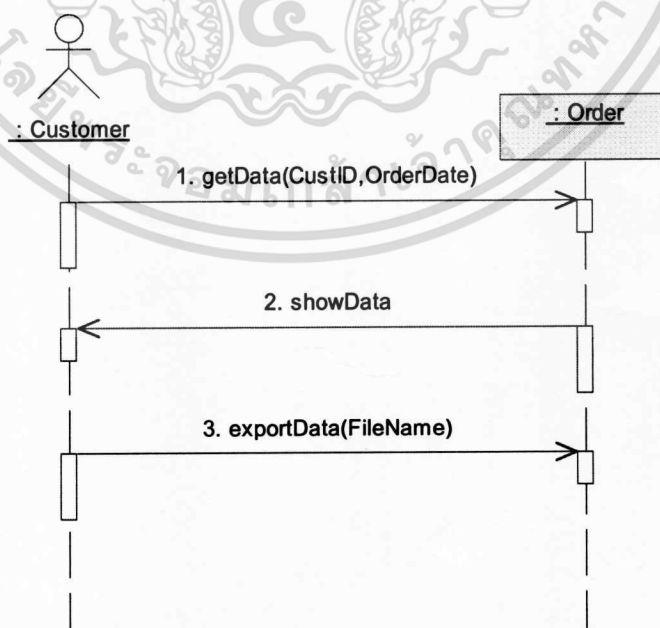 : Customer
: Order
1. getData(CustID,OrderDate)
2. showData
3. exportData(FileName)